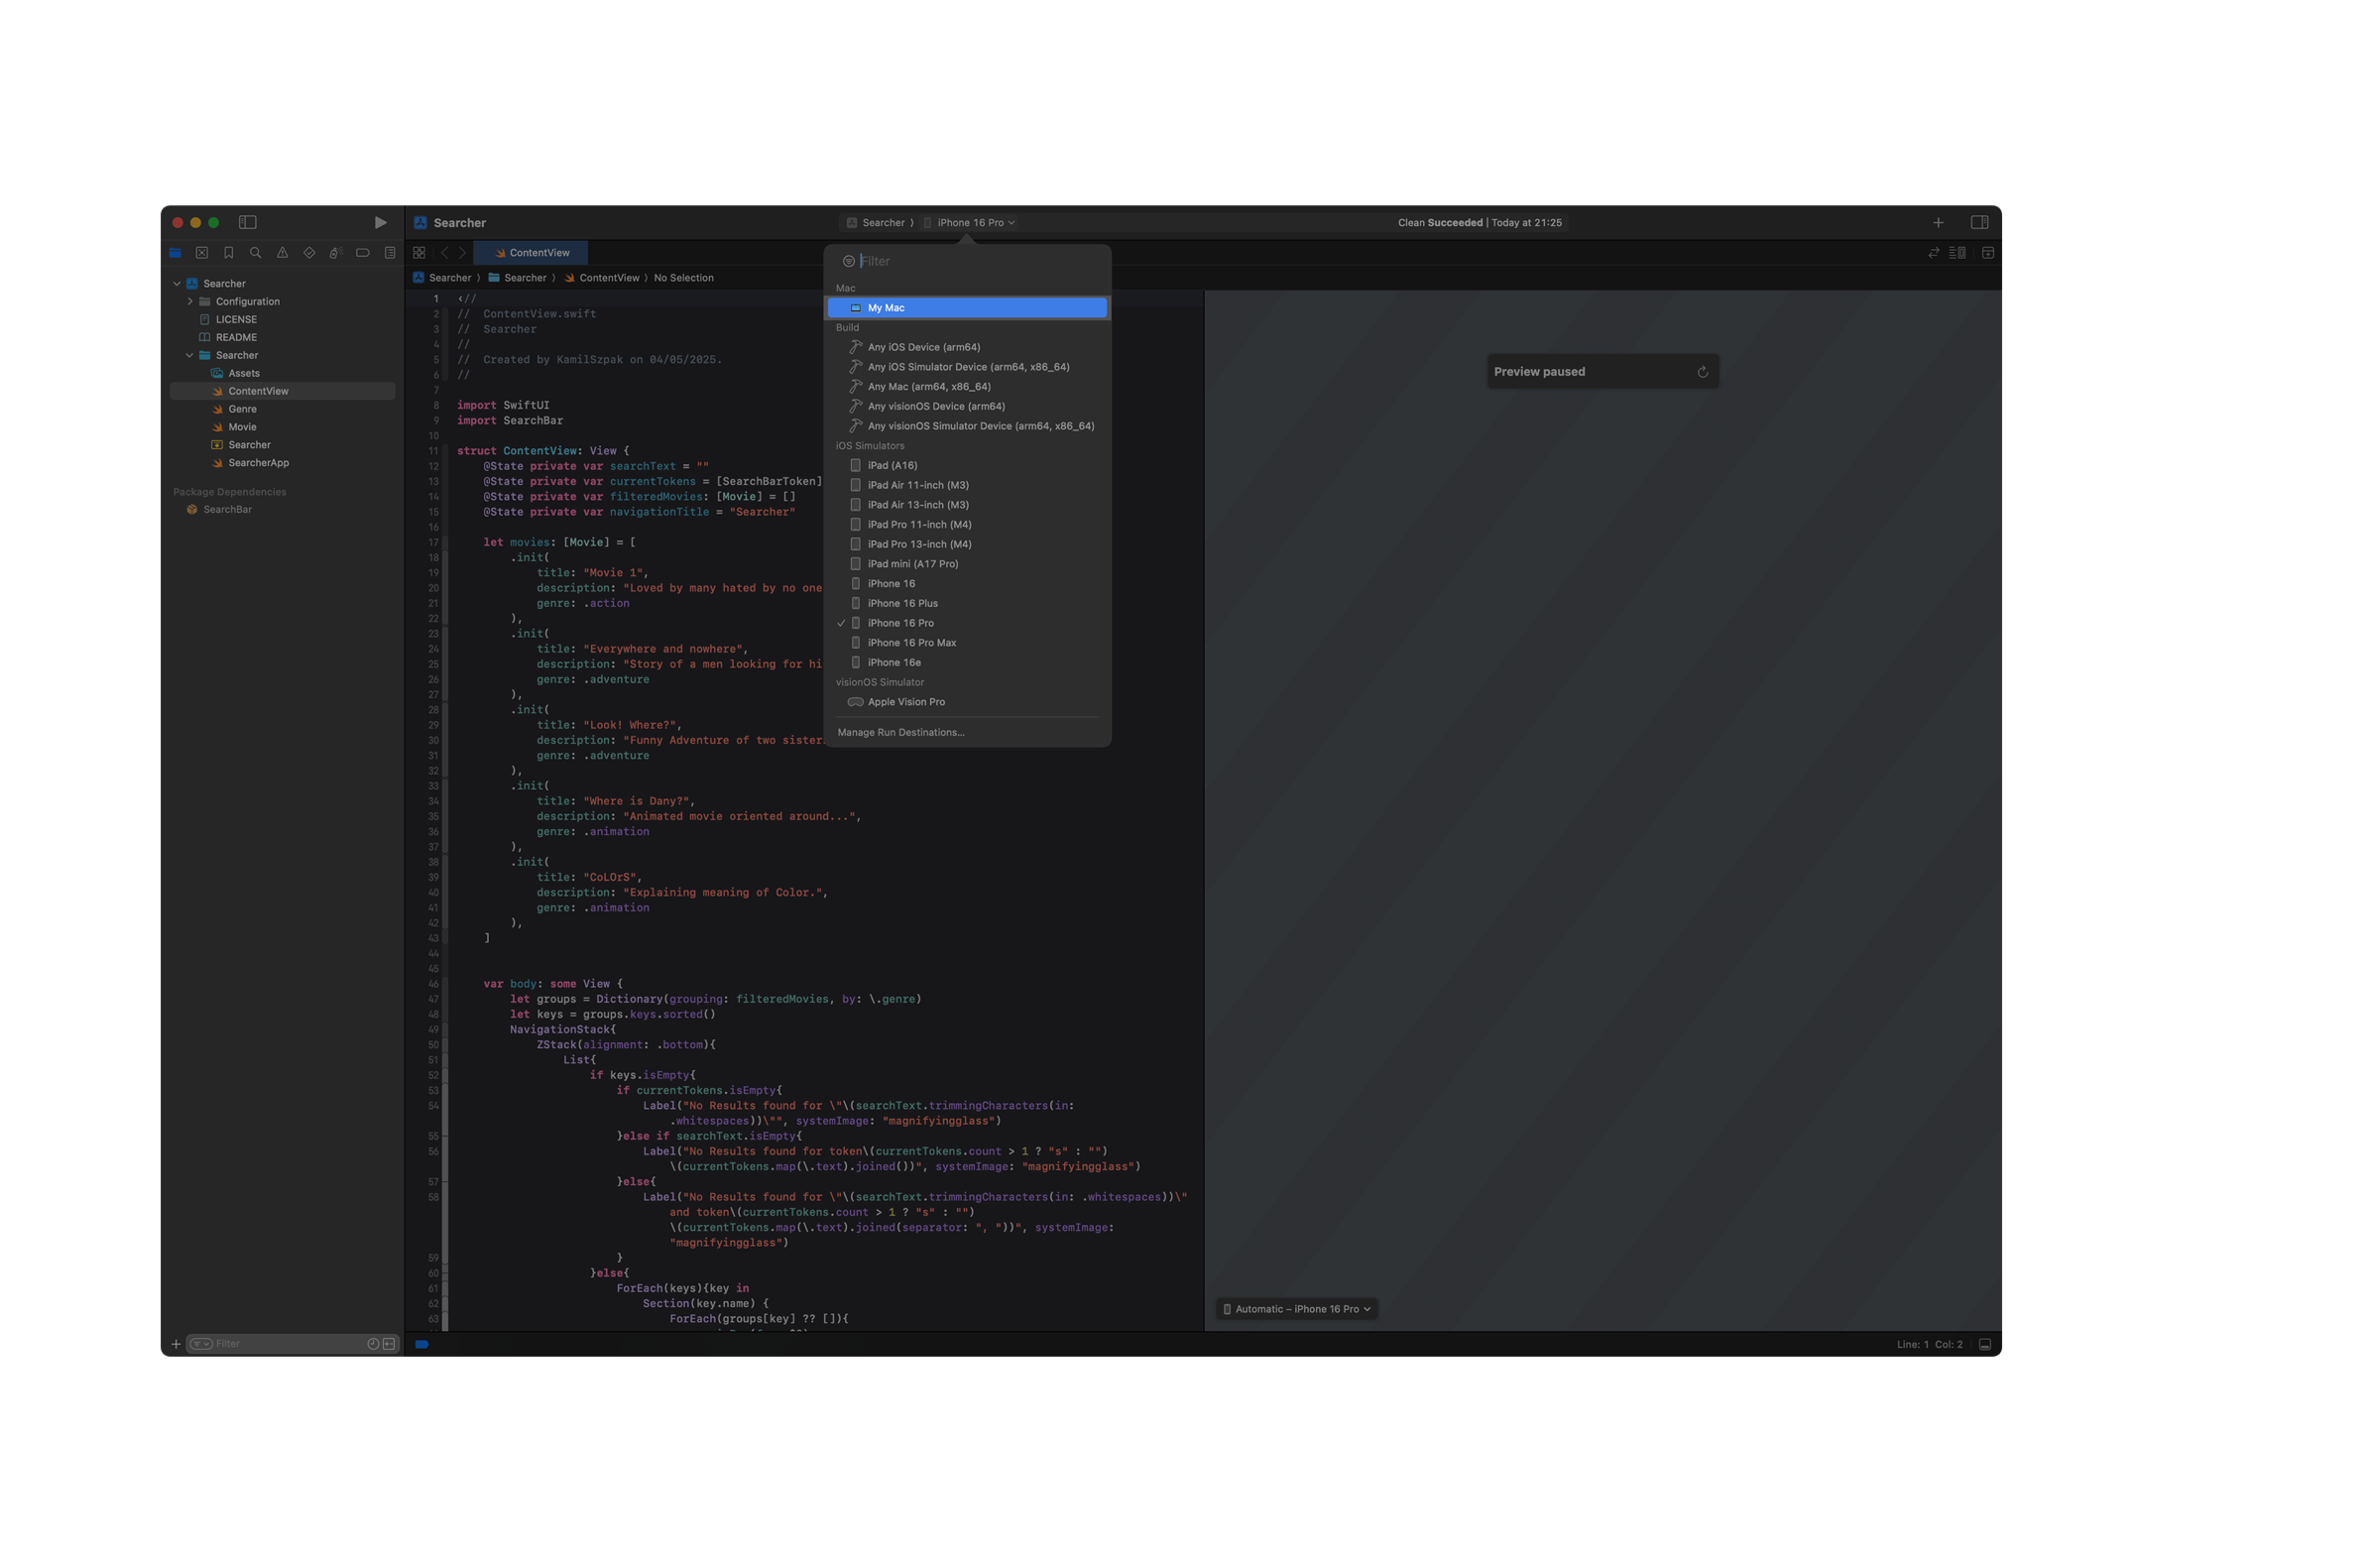 Searcher
Searcher 〉 iPhone 16 Pro
Clean Succeeded | Today at 21:25
ContentView
Searcher 〉 Searcher 〉 ContentView 〉 No Selection
Searcher
Configuration
LICENSE
README
Searcher
Assets
ContentView
Genre
Movie
Searcher
SearcherApp
Package Dependencies
SearchBar
Filter
1 //
2 //  ContentView.swift
3 //  Searcher
4 //
5 //  Created by KamilSzpak on 04/05/2025.
6 //
7
8 import SwiftUI
9 import SearchBar
10
11 struct ContentView: View {
12     @State private var searchText = ""
13     @State private var currentTokens = [SearchBarToken]
14     @State private var filteredMovies: [Movie] = []
15     @State private var navigationTitle = "Searcher"
16
17     let movies: [Movie] = [
18         .init(
19             title: "Movie 1",
20             description: "Loved by many hated by no one
21             genre: .action
22         ),
23         .init(
24             title: "Everywhere and nowhere",
25             description: "Story of a men looking for hi
26             genre: .adventure
27         ),
28         .init(
29             title: "Look! Where?",
30             description: "Funny Adventure of two sister
31             genre: .adventure
32         ),
33         .init(
34             title: "Where is Dany?",
35             description: "Animated movie oriented around...",
36             genre: .animation
37         ),
38         .init(
39             title: "CoLOrS",
40             description: "Explaining meaning of Color.",
41             genre: .animation
42         ),
43     ]
44
45
46     var body: some View {
47         let groups = Dictionary(grouping: filteredMovies, by: \.genre)
48         let keys = groups.keys.sorted()
49         NavigationStack{
50             ZStack(alignment: .bottom){
51                 List{
52                     if keys.isEmpty{
53                         if currentTokens.isEmpty{
54                             Label("No Results found for \"\(searchText.trimmingCharacters(in:
.whitespaces))\"", systemImage: "magnifyingglass")
55                         }else if searchText.isEmpty{
56                             Label("No Results found for token\(currentTokens.count > 1 ? "s" : "")
\(currentTokens.map(\.text).joined())", systemImage: "magnifyingglass")
57                         }else{
58                             Label("No Results found for \"\(searchText.trimmingCharacters(in: .whitespaces))\"
and token\(currentTokens.count > 1 ? "s" : "")
\(currentTokens.map(\.text).joined(separator: ", "))", systemImage:
"magnifyingglass")
59                         }
60                     }else{
61                         ForEach(keys){key in
62                             Section(key.name) {
63                                 ForEach(groups[key] ?? []){
Filter
Mac
My Mac
Build
Any iOS Device (arm64)
Any iOS Simulator Device (arm64, x86_64)
Any Mac (arm64, x86_64)
Any visionOS Device (arm64)
Any visionOS Simulator Device (arm64, x86_64)
iOS Simulators
iPad (A16)
iPad Air 11-inch (M3)
iPad Air 13-inch (M3)
iPad Pro 11-inch (M4)
iPad Pro 13-inch (M4)
iPad mini (A17 Pro)
iPhone 16
iPhone 16 Plus
iPhone 16 Pro
iPhone 16 Pro Max
iPhone 16e
visionOS Simulator
Apple Vision Pro
Manage Run Destinations...
Preview paused
Automatic – iPhone 16 Pro
Line: 1 Col: 2